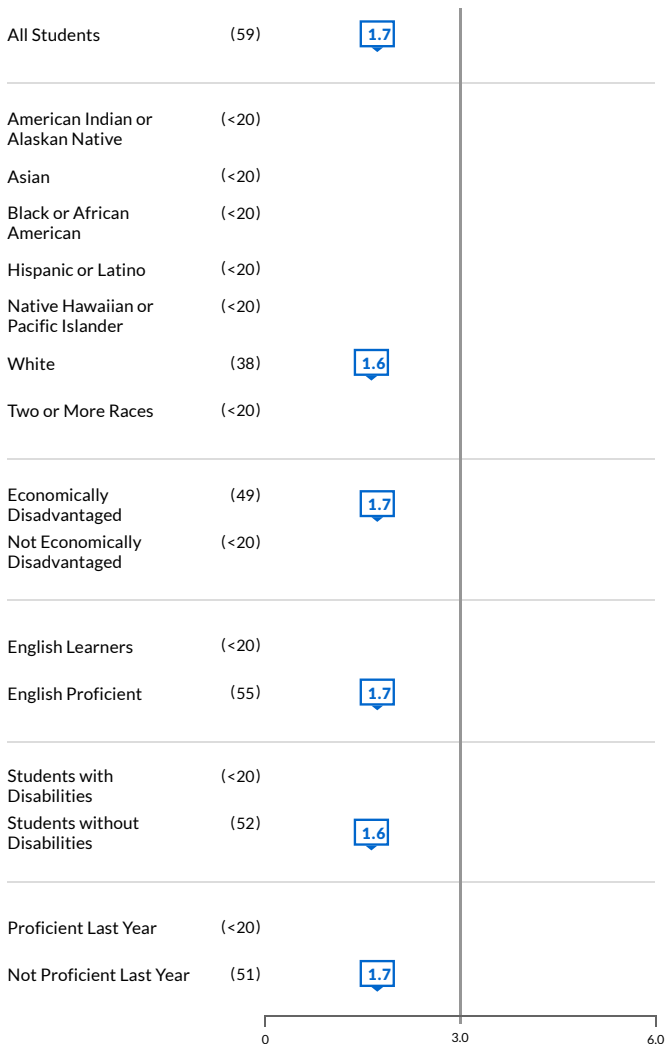 All Students (59) 1.7
American Indian or (<20)
Alaskan Native
Asian (<20)
Black or African (<20)
American
Hispanic or Latino (<20)
Native Hawaiian or (<20)
Pacific Islander
White (38) 1.6
Two or More Races (<20)
Economically (49) 1.7
Disadvantaged
Not Economically (<20)
Disadvantaged
English Learners (<20)
English Proficient (55) 1.7
Students with (<20)
Disabilities
Students without (52) 1.6
Disabilities
Proficient Last Year (<20)
Not Proficient Last Year (51) 1.7
0 3.0 6.0